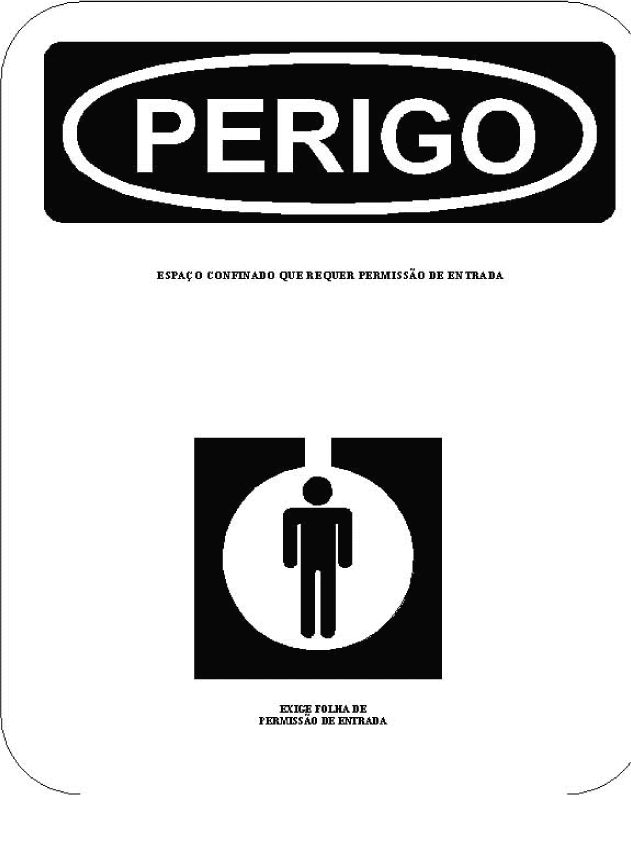 PERIGO
ESPAÇO CONFINADO QUE REQUER PERMISSÃO DE ENTRADA
EXIGE FOLHA DE
PERMISSÃO DE ENTRADA